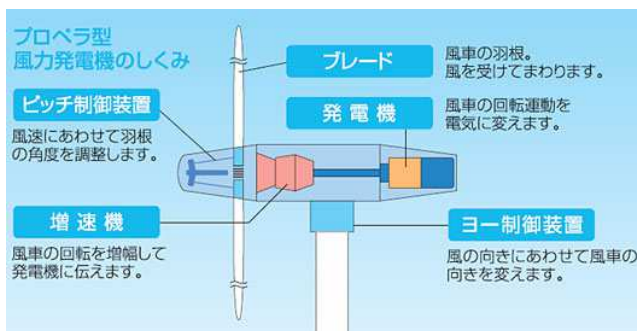 プロペラ型
風力発電機のしくみ
ブレード
風車の羽根。
風を受けてまわります。
ピッチ制御装置
風速にあわせて羽根
の角度を調整します。
発電機
風車の回転運動を
電気に変えます。
増速機
風車の回転を増幅して
発電機に伝えます。
ヨー制御装置
風の向きにあわせて風車の
向きを変えます。